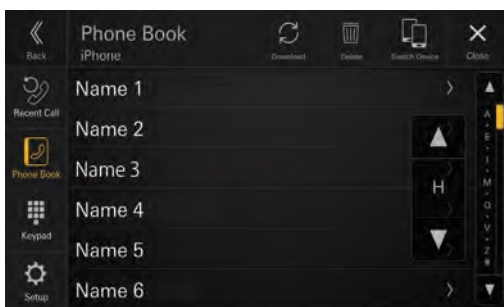 Phone Book
iPhone
Back
Download
Delete
Switch Device
Close
Recent Call
Phone Book
Keypad
Setup
Name 1
Name 2
Name 3
Name 4
Name 5
Name 6
H
A
E
I
M
Q
V
Z
#